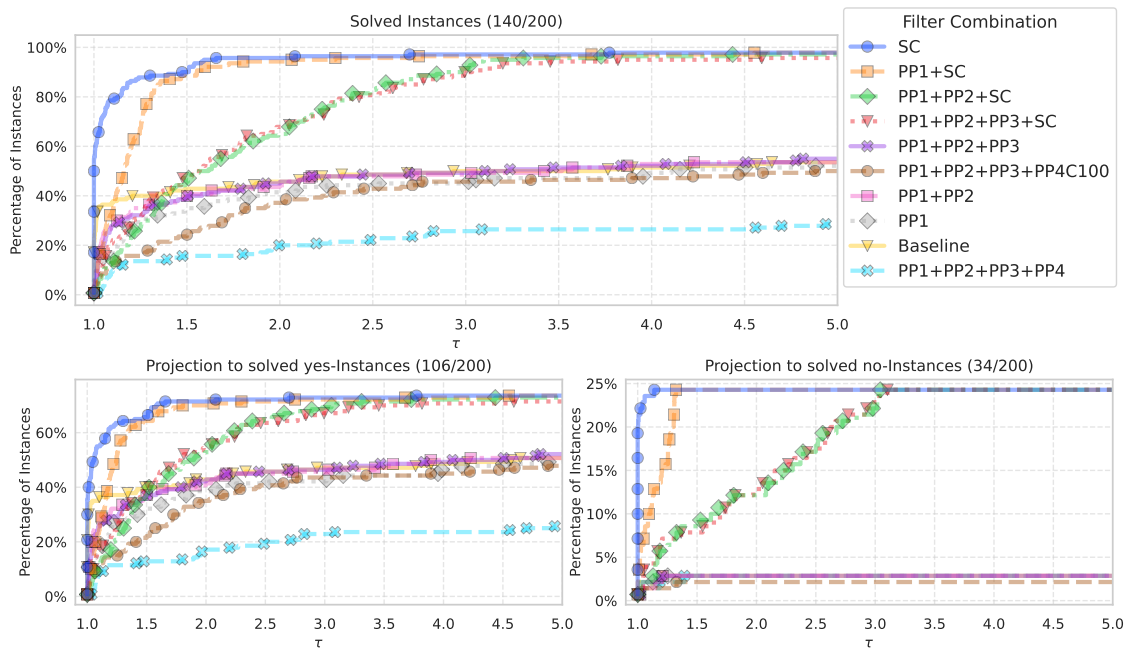 Solved Instances (140/200)
Percentage of Instances
100%
80%
60%
40%
20%
0%
1.0 1.5 2.0 2.5 3.0 3.5 4.0 4.5 5.0
τ
Filter Combination
SC
PP1+SC
PP1+PP2+SC
PP1+PP2+PP3+SC
PP1+PP2+PP3
PP1+PP2+PP3+PP4C100
PP1+PP2
PP1
Baseline
PP1+PP2+PP3+PP4
Projection to solved yes-Instances (106/200)
Percentage of Instances
60%
40%
20%
0%
1.0 1.5 2.0 2.5 3.0 3.5 4.0 4.5 5.0
τ
Projection to solved no-Instances (34/200)
Percentage of Instances
25%
20%
15%
10%
5%
0%
1.0 1.5 2.0 2.5 3.0 3.5 4.0 4.5 5.0
τ